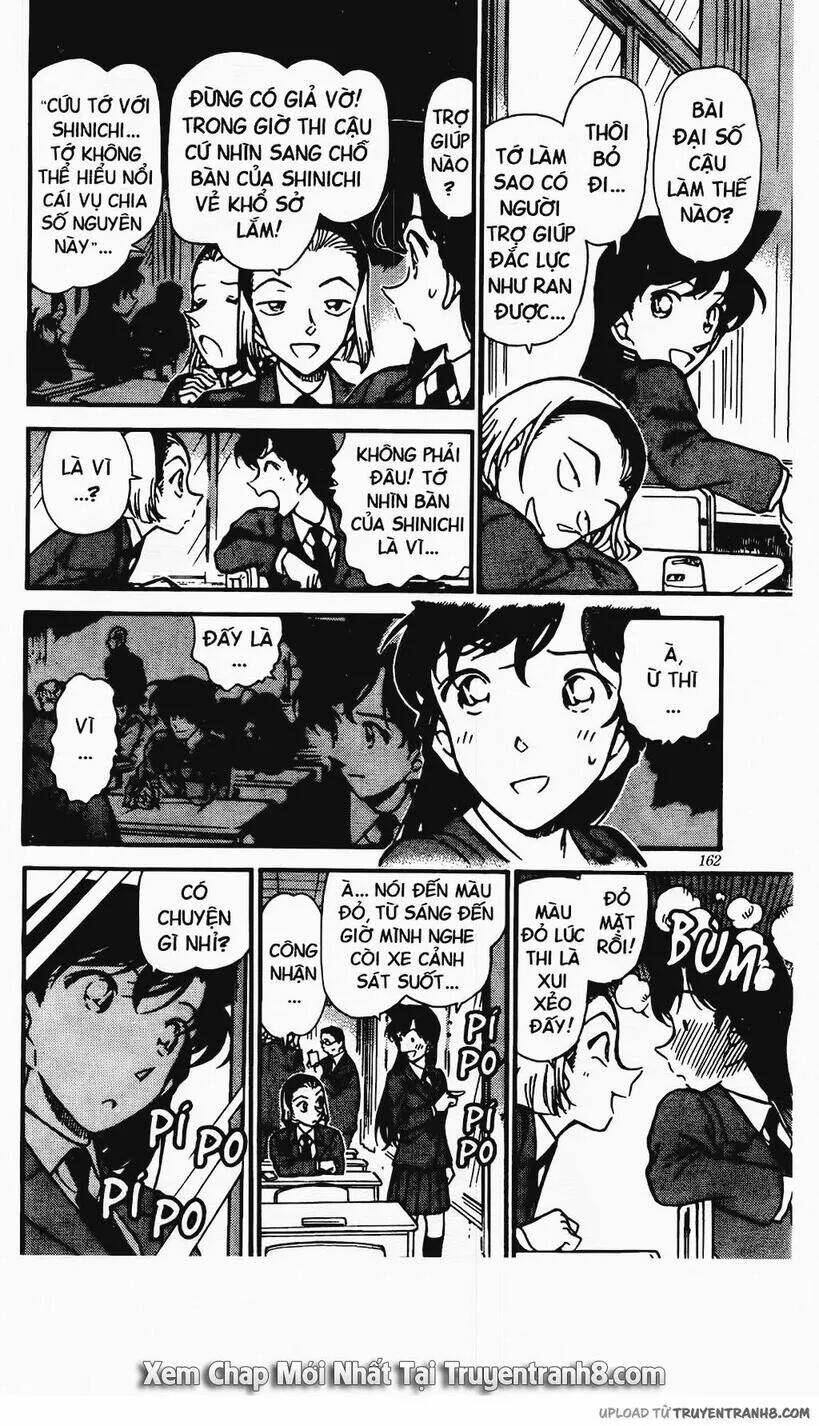 BÀI
ĐẠI SỐ
CẬU
LÀM THẾ
NÀO?
THÔI
BỎ
ĐI...
TỚ LÀM
SAO CÓ
NGƯỜI
TRỢ GIÚP
ĐẮC LỰC
NHƯ RAN
ĐƯỢC...
TRỢ
GIÚP
NÀO?
ĐỪNG CÓ GIẢ VỜ!
TRONG GIỜ THI CẬU
CỨ NHÌN SANG CHỖ
BÀN CỦA SHINICHI
VẺ KHỔ SỞ
LẮM!
"CỨU TỚ VỚI
SHINICHI...
TỚ KHÔNG
THỂ HIỂU NỔI
CÁI VỤ CHIA
SỐ NGUYÊN
NÀY"...
KHÔNG PHẢI
ĐÂU! TỚ
NHÌN BÀN
CỦA SHINICHI
LÀ VÌ...
LÀ VÌ
...?
À,
Ừ THÌ
...
ĐẤY LÀ
...
VÌ
...
162
BÙM
ĐỎ
MẶT
RỒI!
MÀU
ĐỎ LÚC
THI LÀ
XUI
XẺO
ĐẤY!
À... NÓI ĐẾN MÀU
ĐỎ, TỪ SÁNG ĐẾN
GIỜ MÌNH NGHE
CÒI XE CẢNH
SÁT SUỐT...
CÔNG
NHẬN
...
PÍ
PO
PÍ
PO
CÓ
CHUYỆN
GÌ NHỈ?
PÍ PO
PÍ PO
Xem Chap Mới Nhất Tại Truyentranh8.com
UPLOAD TỪ TRUYENTRANH8.COM